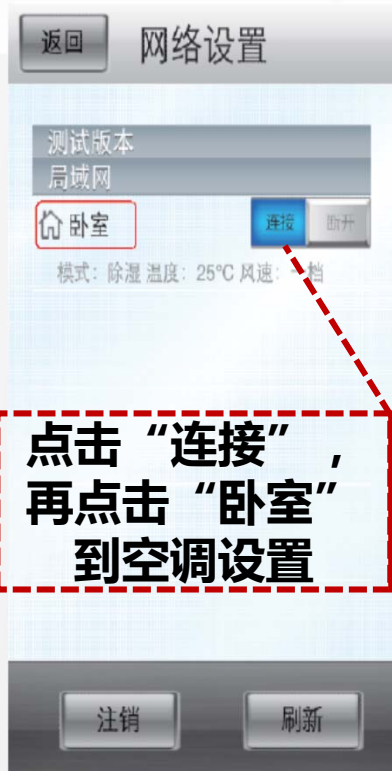 返回 网络设置
测试版本
局域网
卧室 连接 断开
模式：除湿 温度：25℃ 风速：一档
点击“连接”，
再点击“卧室”
到空调设置
注销 刷新